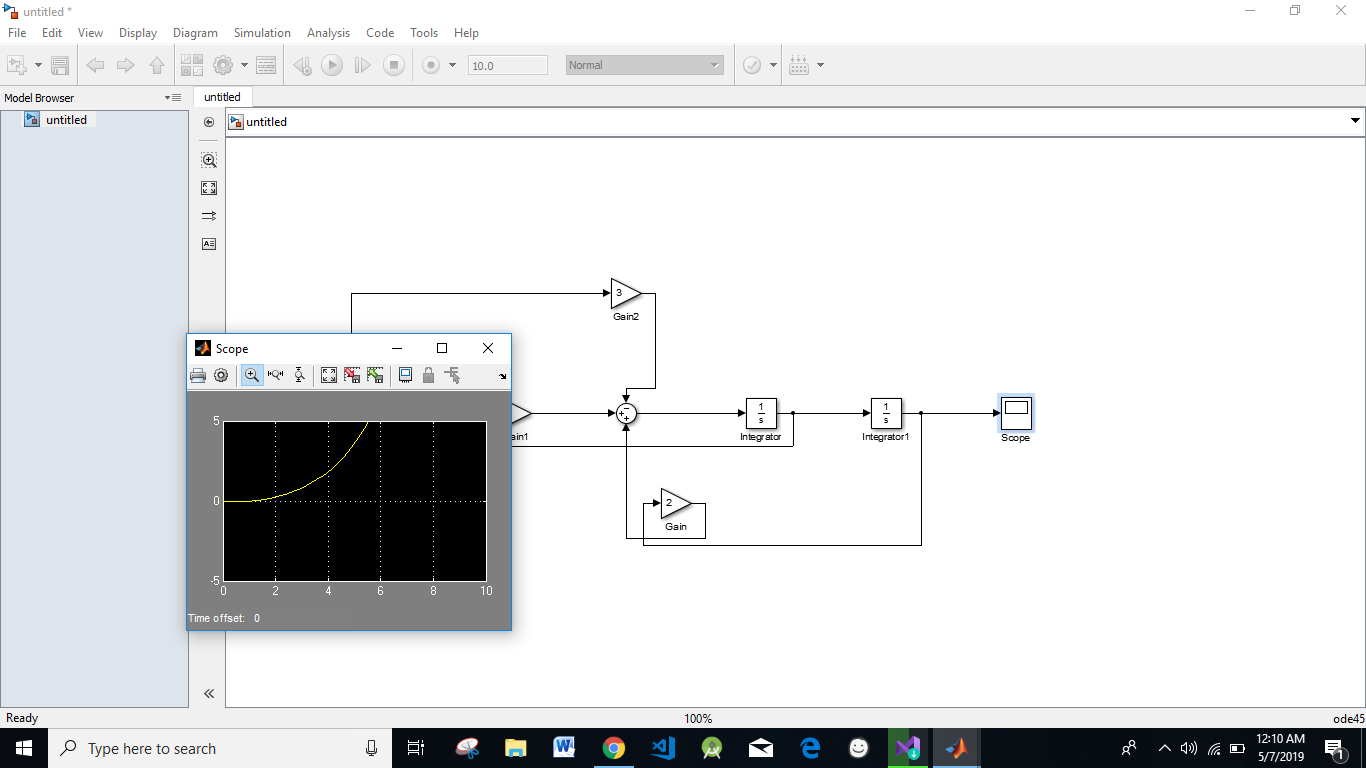 untitled *
File Edit View Display Diagram Simulation Analysis Code Tools Help
10.0 Normal
Model Browser
untitled
untitled
untitled
3
Gain2
Scope
5
0
-5
0 2 4 6 8 10
Time offset: 0
ain1
1
s
Integrator
1
s
Integrator1
Scope
2
Gain
Ready 100% ode45
Type here to search
12:10 AM
5/7/2019
1